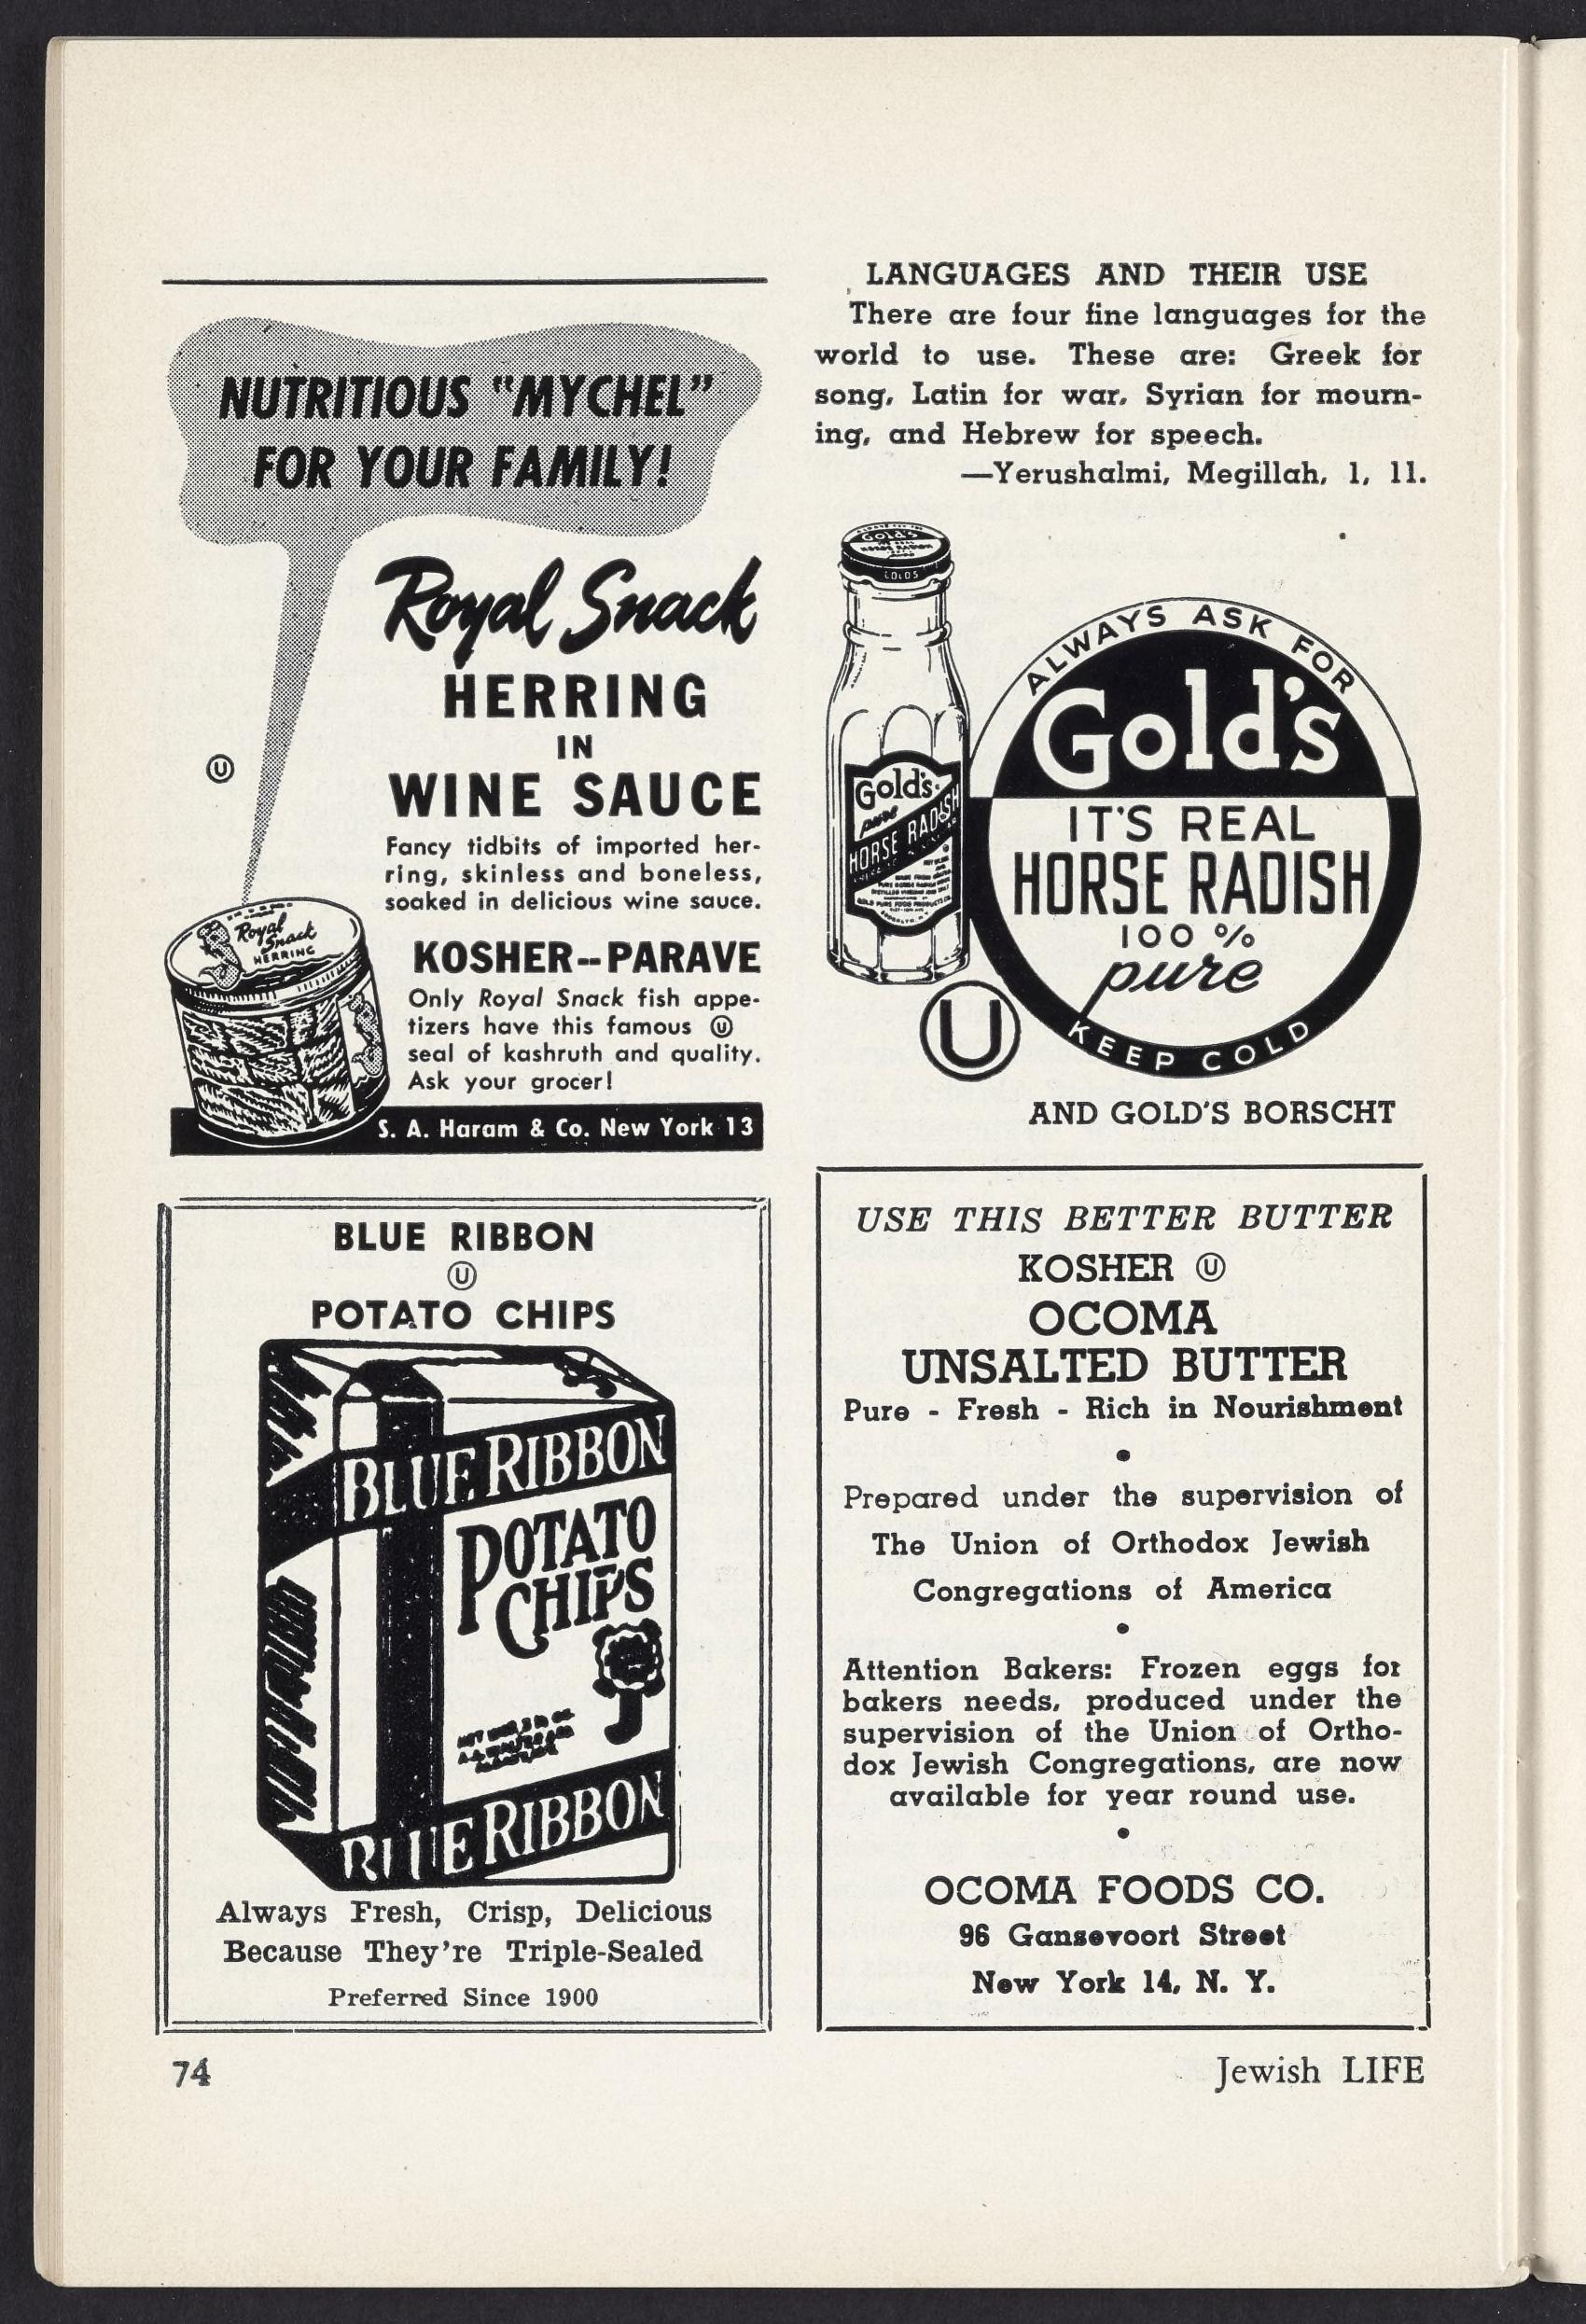 NUTRITIOUS "MYCHEL"
FOR YOUR FAMILY!
Royal Snack
HERRING
IN
WINE SAUCE
Ⓤ
Fancy tidbits of imported her-
ring, skinless and boneless,
soaked in delicious wine sauce.
Royal
Snack
HERRING
KOSHER--PARAVE
Only Royal Snack fish appe-
tizers have this famous Ⓤ
seal of kashruth and quality.
Ask your grocer!
S. A. Haram & Co. New York 13
BLUE RIBBON
Ⓤ
POTATO CHIPS
BLUE RIBBON
POTATO
CHIPS
BLUE RIBBON
Always Fresh, Crisp, Delicious
Because They're Triple-Sealed
Preferred Since 1900
LANGUAGES AND THEIR USE
There are four fine languages for the
world to use. These are: Greek for
song, Latin for war, Syrian for mourn-
ing, and Hebrew for speech.
—Yerushalmi, Megillah, 1, 11.
Gold's
HORSE RADISH
GOLDS
Gold's
pure
HORSE RADISH
ALWAYS ASK FOR
Gold's
IT'S REAL
HORSE RADISH
100 %
pure
KEEP COLD
Ⓤ
AND GOLD'S BORSCHT
USE THIS BETTER BUTTER
KOSHER Ⓤ
OCOMA
UNSALTED BUTTER
Pure - Fresh - Rich in Nourishment
•
Prepared under the supervision of
The Union of Orthodox Jewish
Congregations of America
•
Attention Bakers: Frozen eggs for
bakers needs, produced under the
supervision of the Union of Ortho-
dox Jewish Congregations, are now
available for year round use.
•
OCOMA FOODS CO.
96 Gansevoort Street
New York 14, N. Y.
74
Jewish LIFE